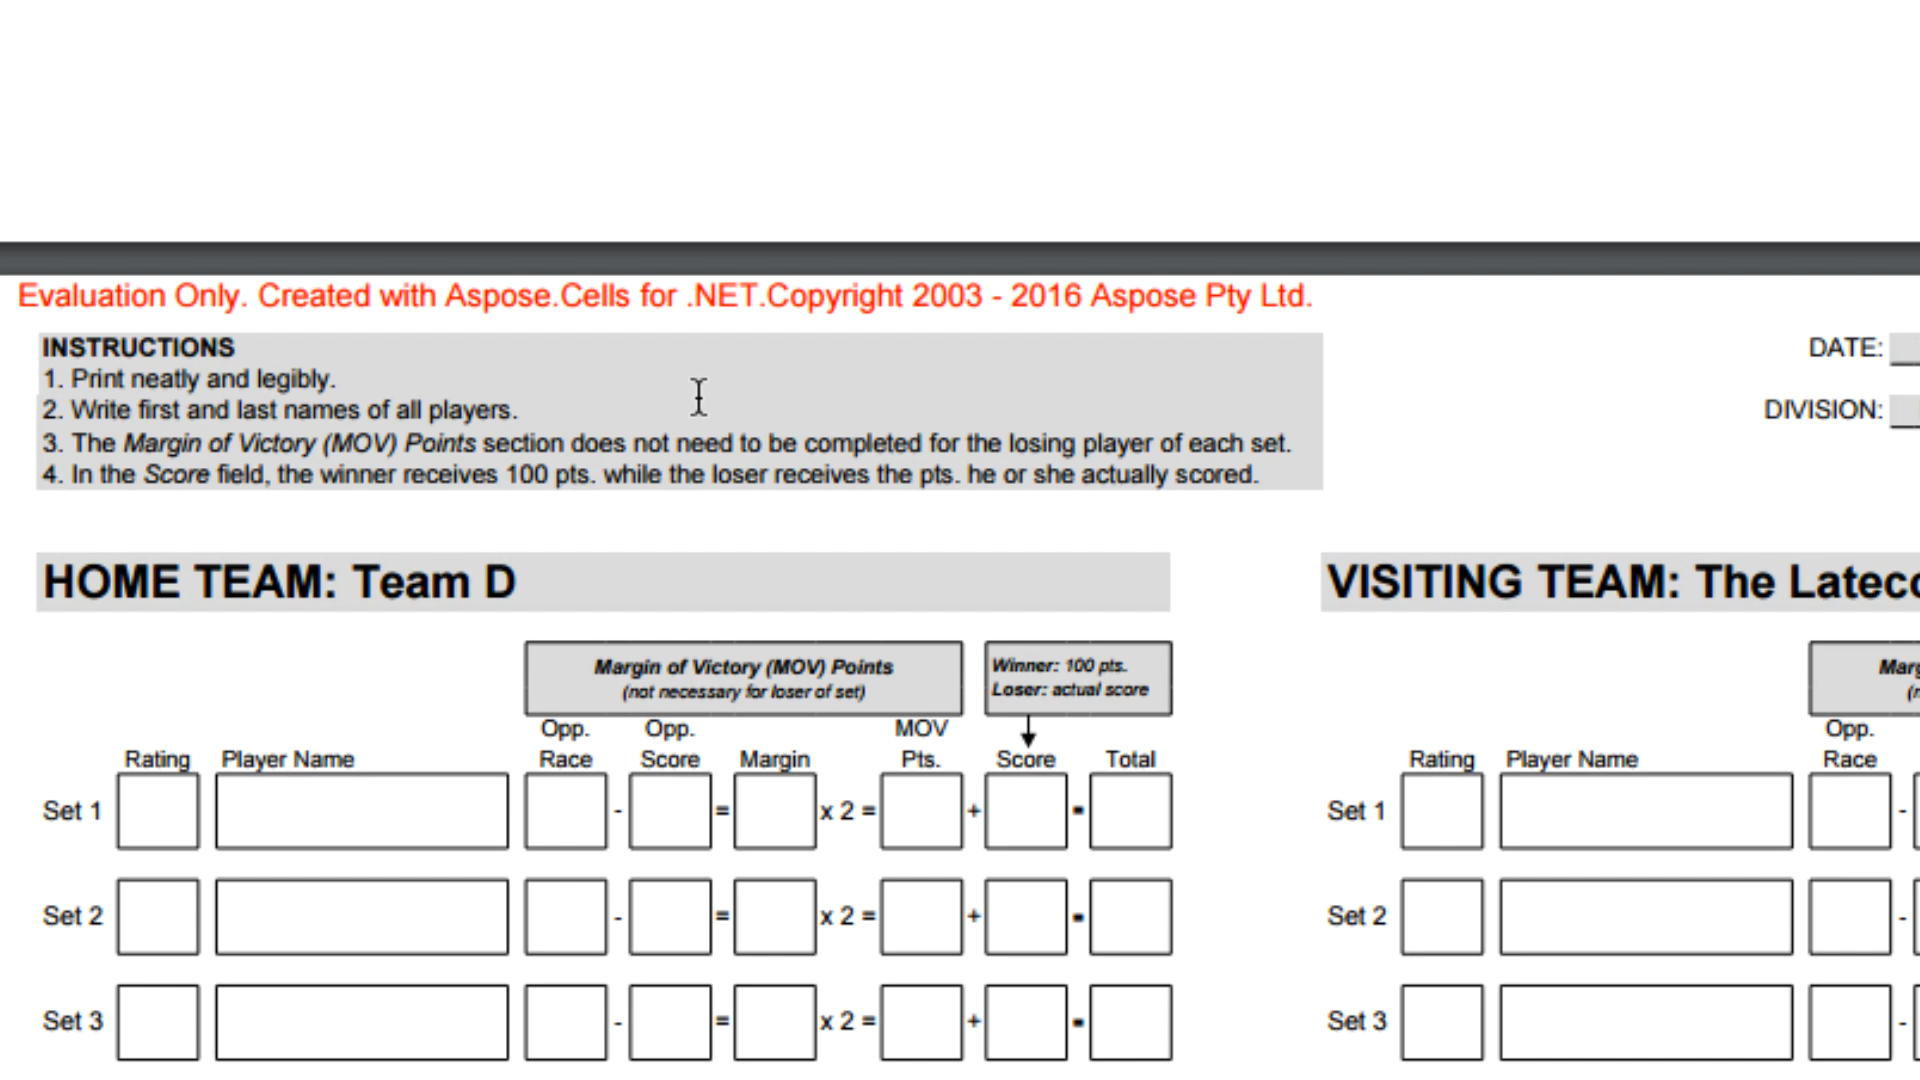 Evaluation Only. Created with Aspose.Cells for .NET.Copyright 2003 - 2016 Aspose Pty Ltd.
INSTRUCTIONS
1. Print neatly and legibly.
2. Write first and last names of all players.
3. The Margin of Victory (MOV) Points section does not need to be completed for the losing player of each set.
4. In the Score field, the winner receives 100 pts. while the loser receives the pts. he or she actually scored.
DATE:
DIVISION:
HOME TEAM: Team D
Margin of Victory (MOV) Points
(not necessary for loser of set)
Winner: 100 pts.
Loser: actual score
Opp. Opp. MOV
Rating Player Name Race Score Margin Pts. Score Total
Set 1 - = x 2 = + =
Set 2 - = x 2 = + =
Set 3 - = x 2 = + =
VISITING TEAM: The
Opp.
Rating Player Name Race
Set 1 -
Set 2 -
Set 3 -